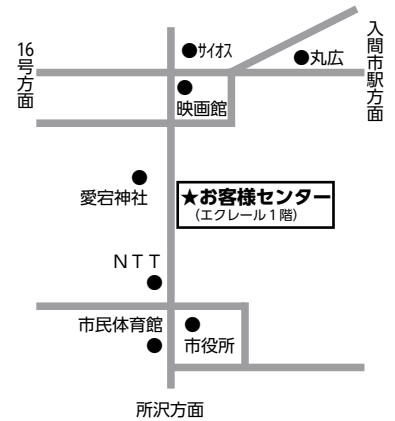 16号方面
●サイオス
●丸広
入間市駅方面
●
映画館
●
愛宕神社
★お客様センター
（エクレール１階）
ＮＴＴ
●
市民体育館
●
●
市役所
所沢方面